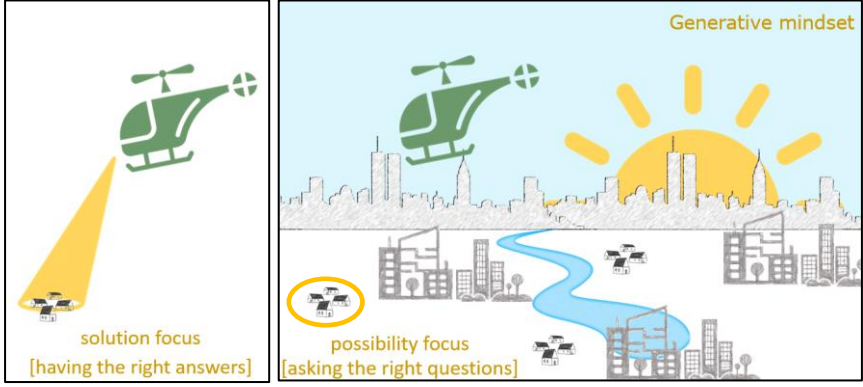 solution focus
[having the right answers]
Generative mindset
possibility focus
[asking the right questions]